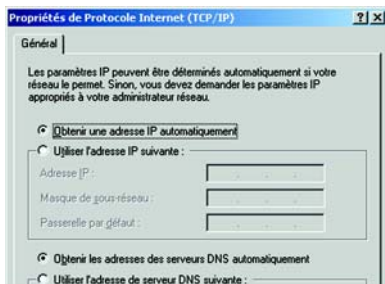 Propriétés de Protocole Internet (TCP/IP)
Général
Les paramètres IP peuvent être déterminés automatiquement si votre
réseau le permet. Sinon, vous devez demander les paramètres IP
appropriés à votre administrateur réseau.
Obtenir une adresse IP automatiquement
Utiliser l'adresse IP suivante :
Adresse IP :
Masque de sous-réseau :
Passerelle par défaut :
Obtenir les adresses des serveurs DNS automatiquement
Utiliser l'adresse de serveur DNS suivante :